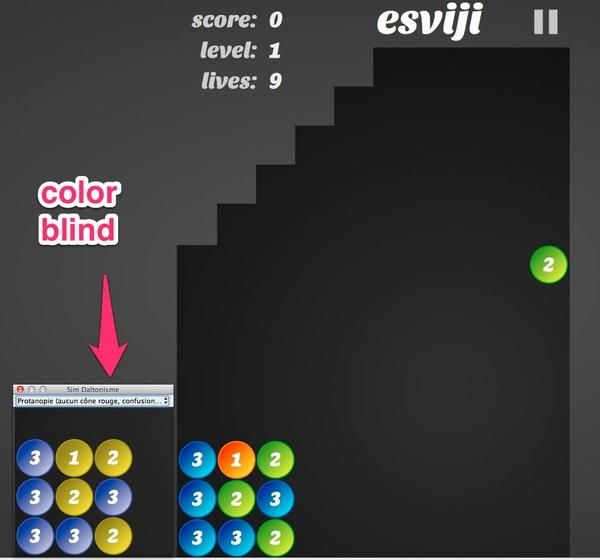 score: 0
esviji
level: 1
lives: 9
color
blind
2
Sim Daltonisme
Protanopie (aucun cône rouge, confusion...
3 1 2 3 1 2
3 2 3 3 2 3
3 3 2 3 3 2